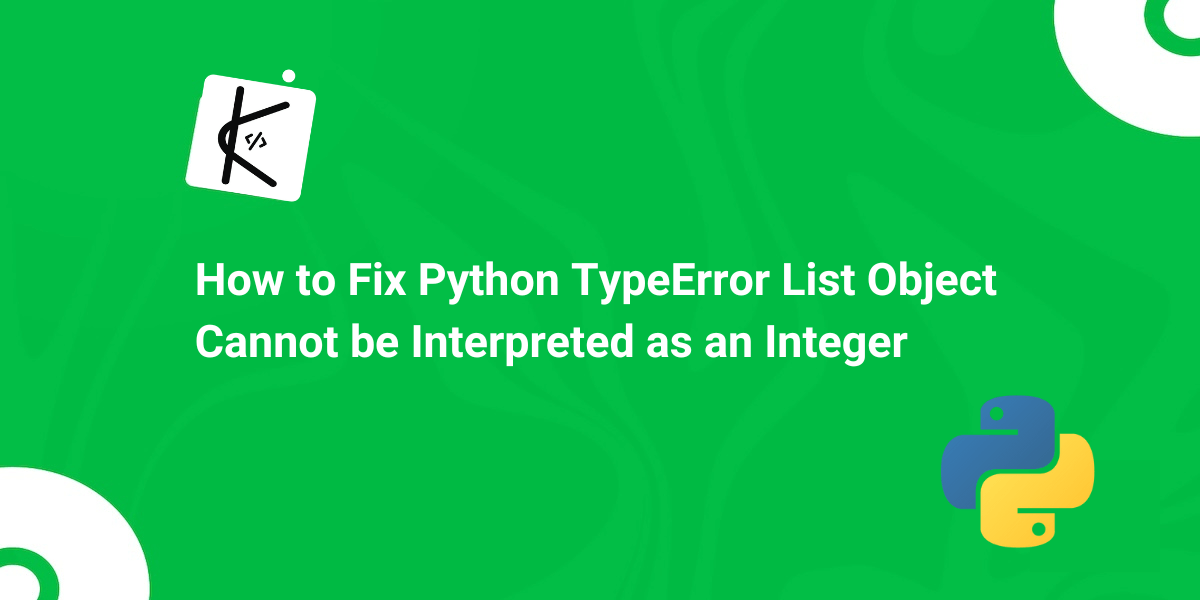 K </>
How to Fix Python TypeError List Object
Cannot be Interpreted as an Integer